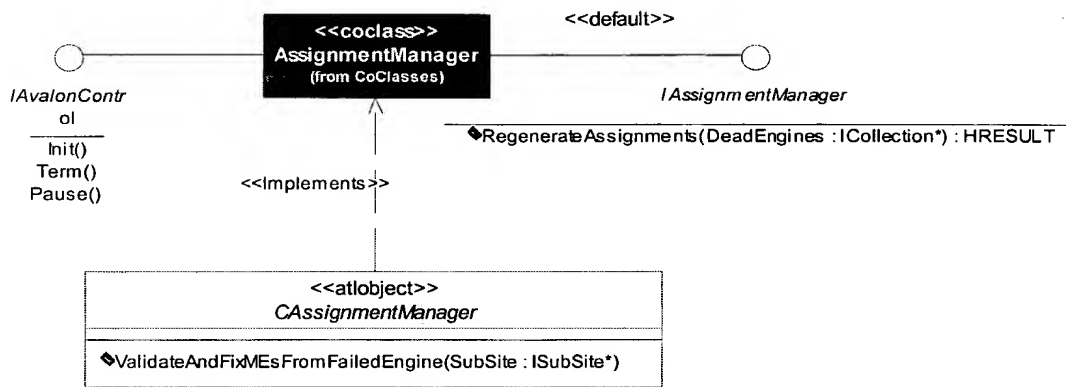 <<coclass>>
AssignmentManager
(from CoClasses)
<<default>>
IAvalonContr
ol
Init()
Term()
Pause()
IAssignmentManager
RegenerateAssignments(DeadEngines : ICollection*) : HRESULT
<<Implements>>
<<atlobject>>
CAssignmentManager
ValidateAndFixMEsFromFailedEngine(SubSite : ISubSite*)